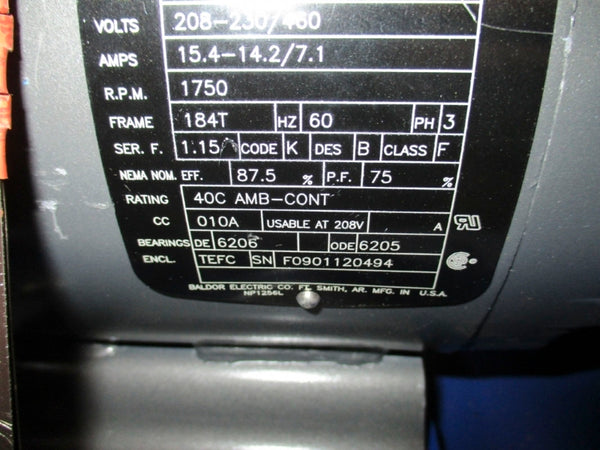 VOLTS 208-230/460
AMPS 15.4-14.2/7.1
R.P.M. 1750
FRAME 184T HZ 60 PH 3
SER. F. 1.15 CODE K DES B CLASS F
NEMA NOM. EFF. 87.5 % P.F. 75 %
RATING 40C AMB-CONT
CC 010A USABLE AT 208V A
BEARINGS DE 6206 ODE 6205
ENCL. TEFC SN F0901120494
BALDOR ELECTRIC CO. FT. SMITH, AR. MFG. IN U.S.A.
NP1256L